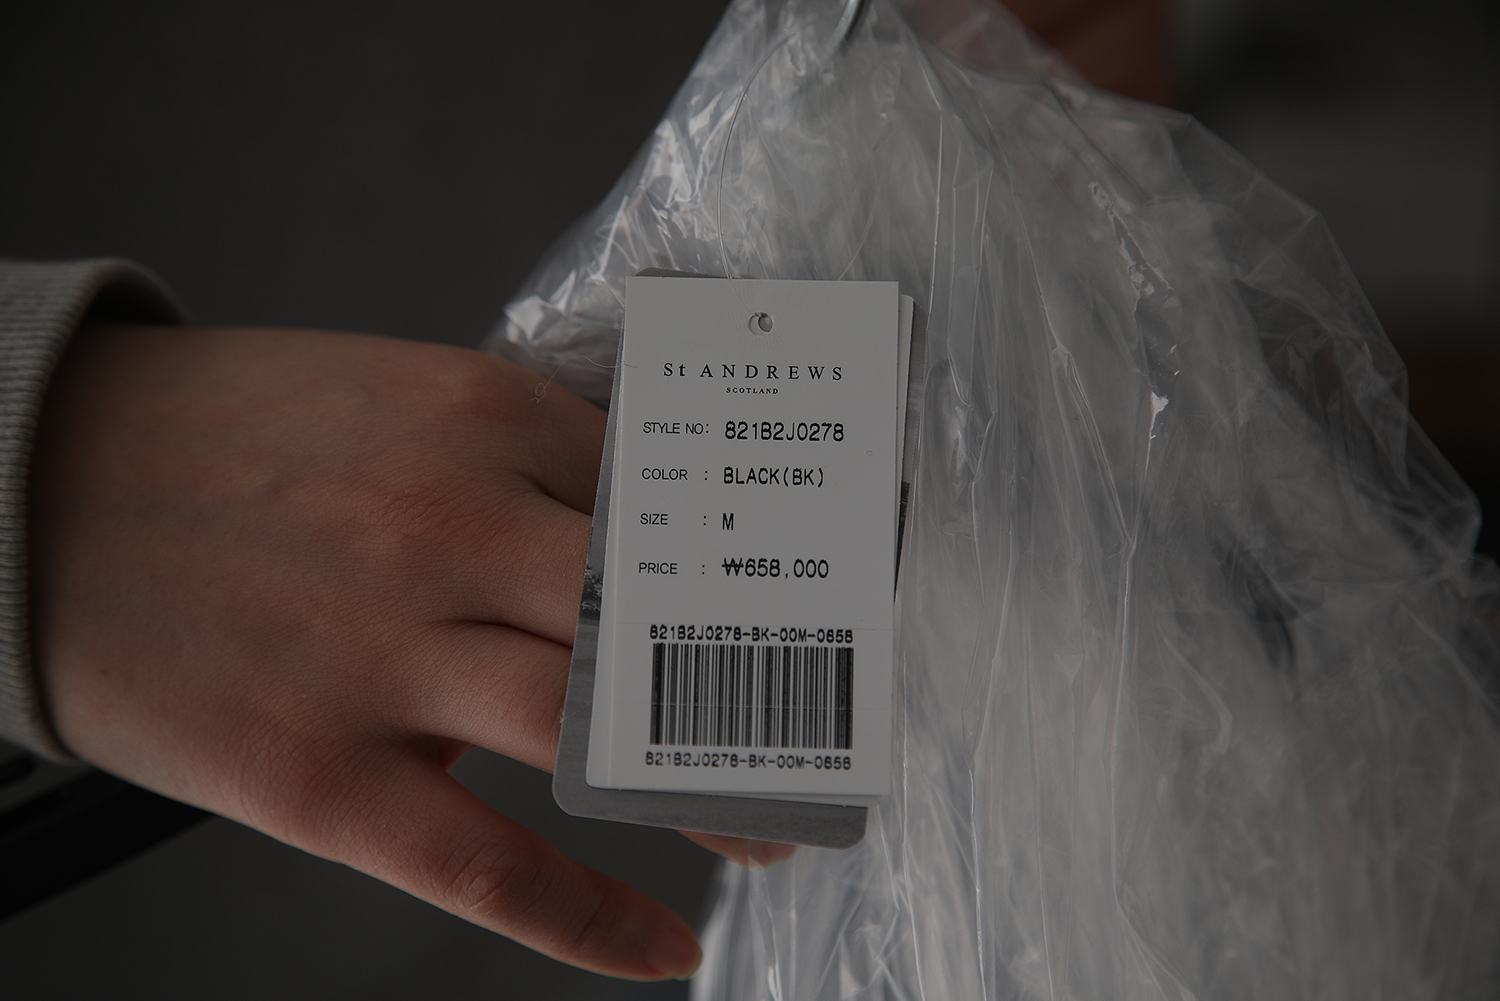 St ANDREWS
SCOTLAND
STYLE NO: 821B2J0278
COLOR : BLACK(BK)
SIZE : M
PRICE : ₩658,000
821B2J0278-BK-00M-0658
821B2J0278-BK-00M-0658